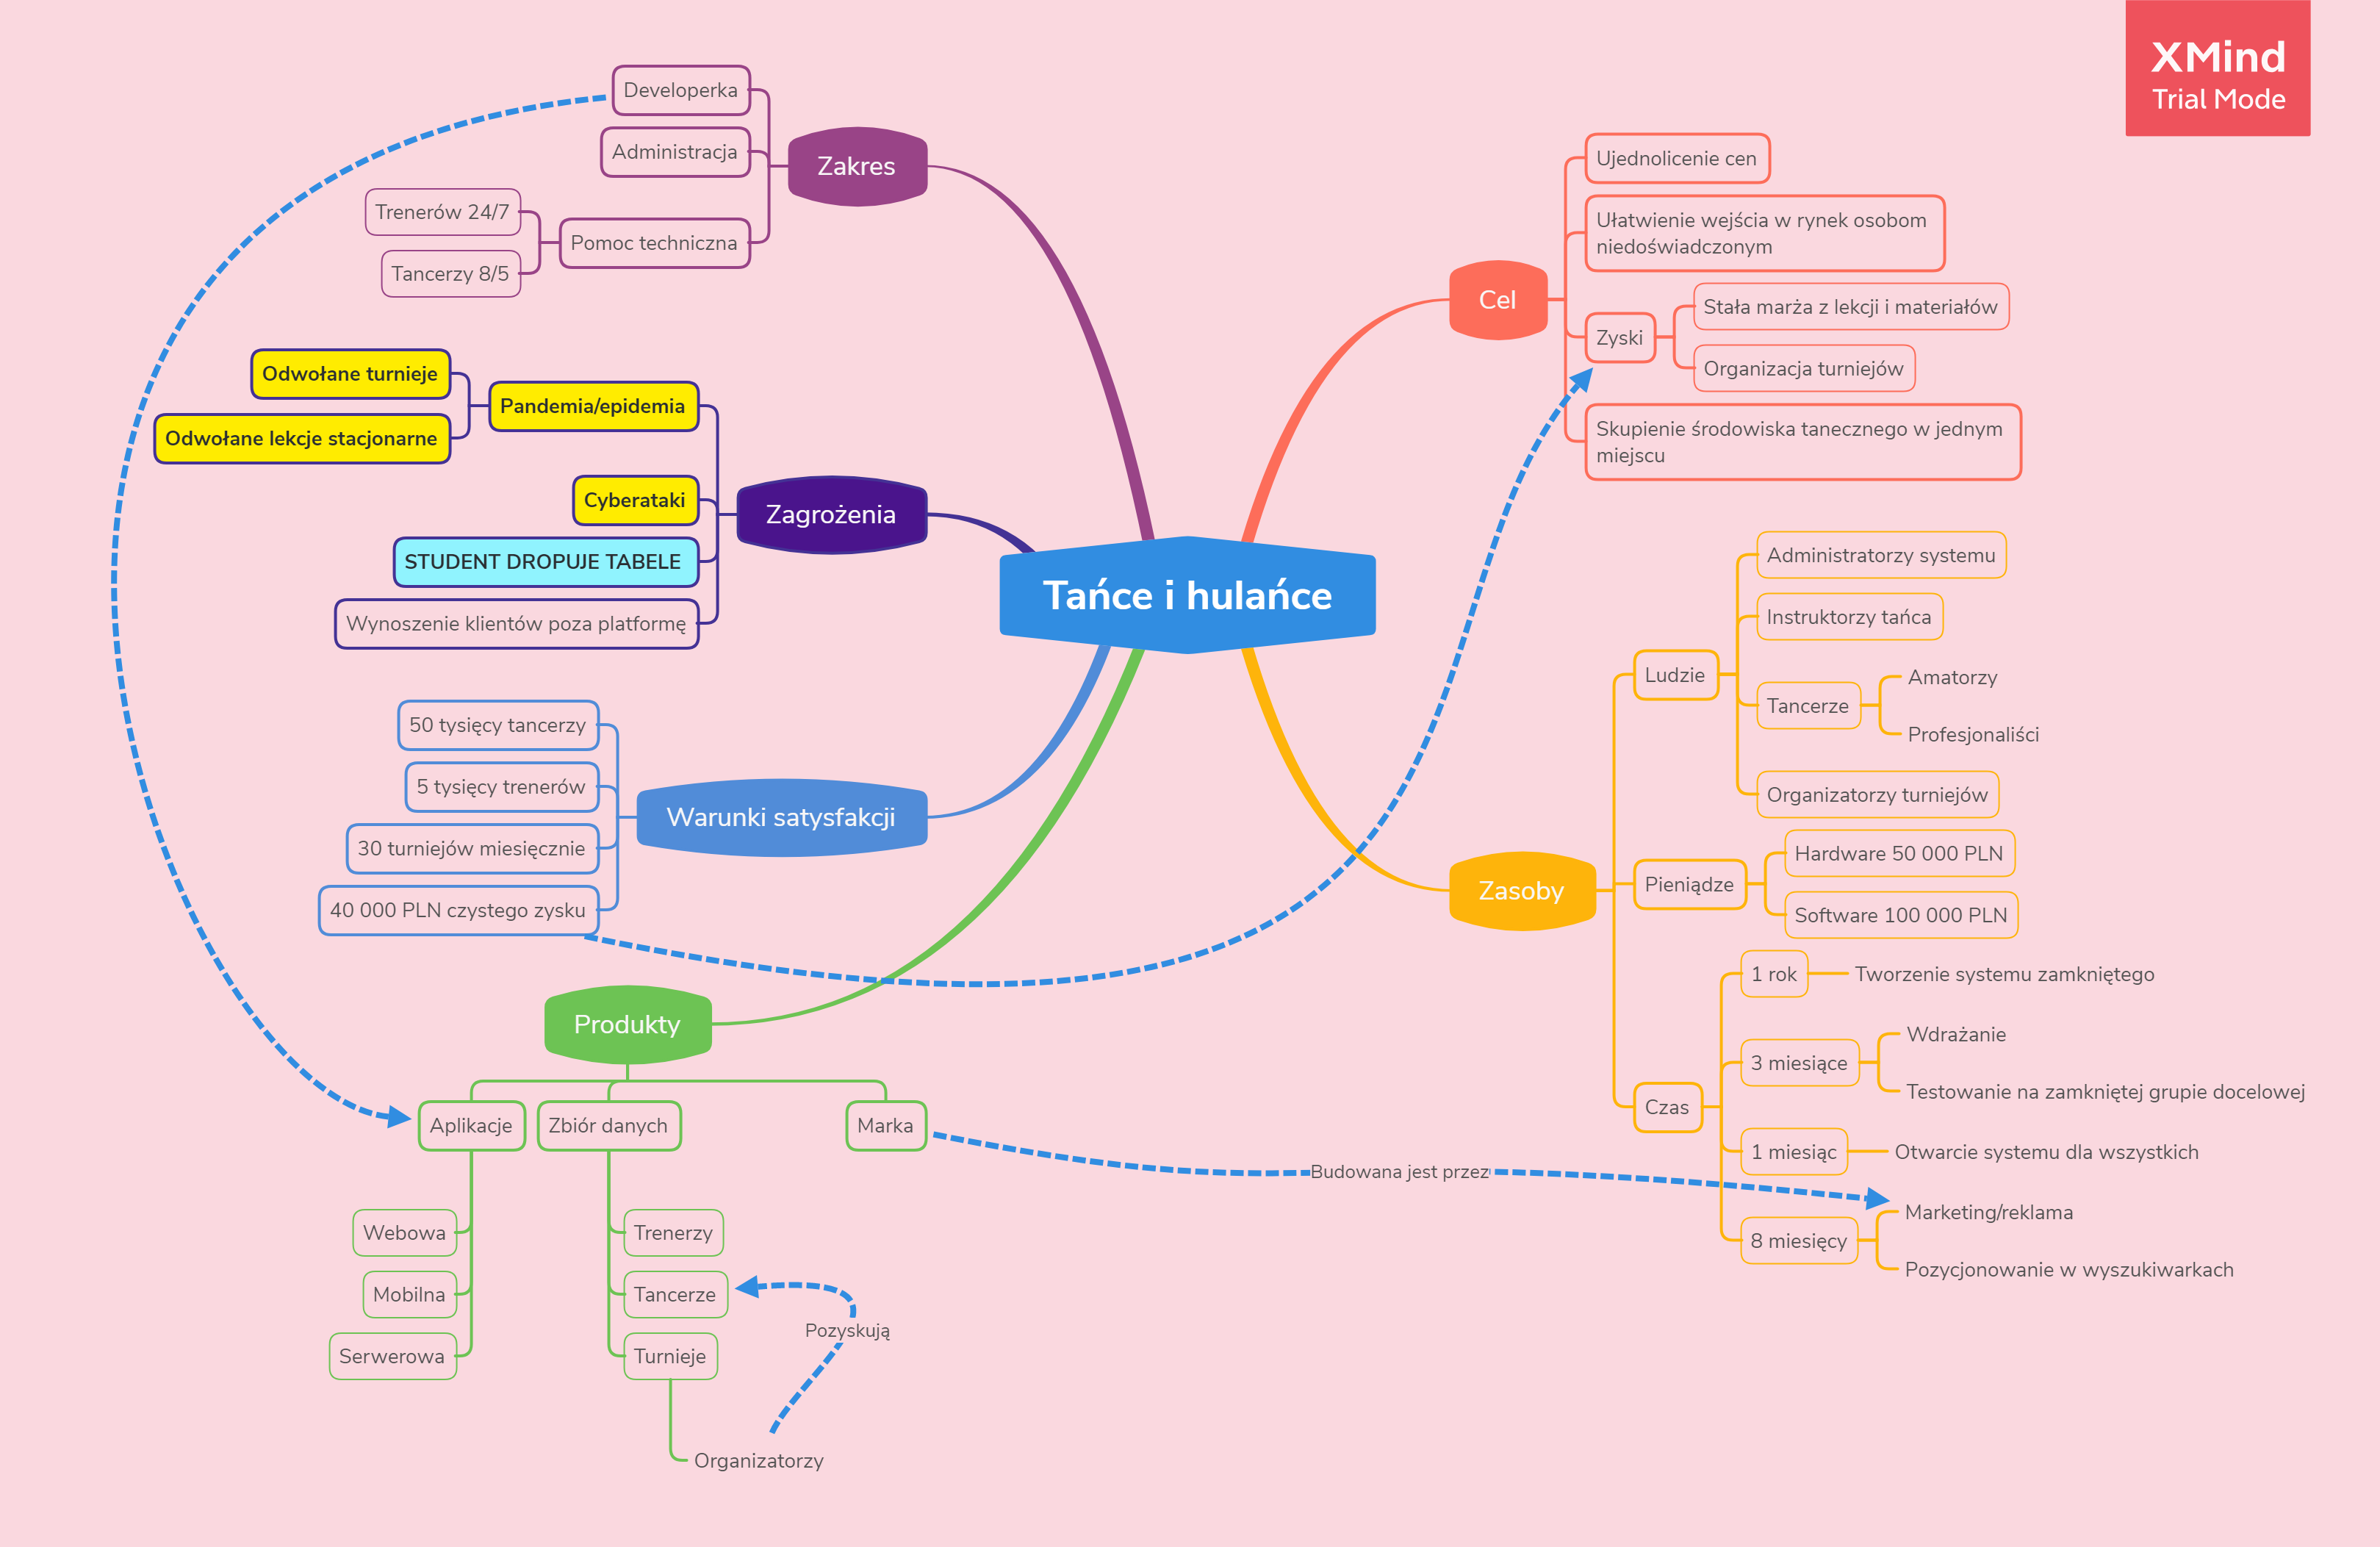 XMind
Trial Mode
Tańce i hulańce
Zakres
Developerka
Administracja
Pomoc techniczna
Trenerów 24/7
Tancerzy 8/5
Zagrożenia
Pandemia/epidemia
Odwołane turnieje
Odwołane lekcje stacjonarne
Cyberataki
STUDENT DROPUJE TABELE
Wynoszenie klientów poza platformę
Warunki satysfakcji
50 tysięcy tancerzy
5 tysięcy trenerów
30 turniejów miesięcznie
40 000 PLN czystego zysku
Produkty
Aplikacje
Webowa
Mobilna
Serwerowa
Zbiór danych
Trenerzy
Tancerze
Turnieje
Organizatorzy
Pozyskują
Marka
Budowana jest przez
Cel
Ujednolicenie cen
Ułatwienie wejścia w rynek osobom
niedoświadczonym
Zyski
Stała marża z lekcji i materiałów
Organizacja turniejów
Skupienie środowiska tanecznego w jednym
miejscu
Zasoby
Ludzie
Administratorzy systemu
Instruktorzy tańca
Tancerze
Amatorzy
Profesjonaliści
Organizatorzy turniejów
Pieniądze
Hardware 50 000 PLN
Software 100 000 PLN
Czas
1 rok
Tworzenie systemu zamkniętego
3 miesiące
Wdrażanie
Testowanie na zamkniętej grupie docelowej
1 miesiąc
Otwarcie systemu dla wszystkich
8 miesięcy
Marketing/reklama
Pozycjonowanie w wyszukiwarkach